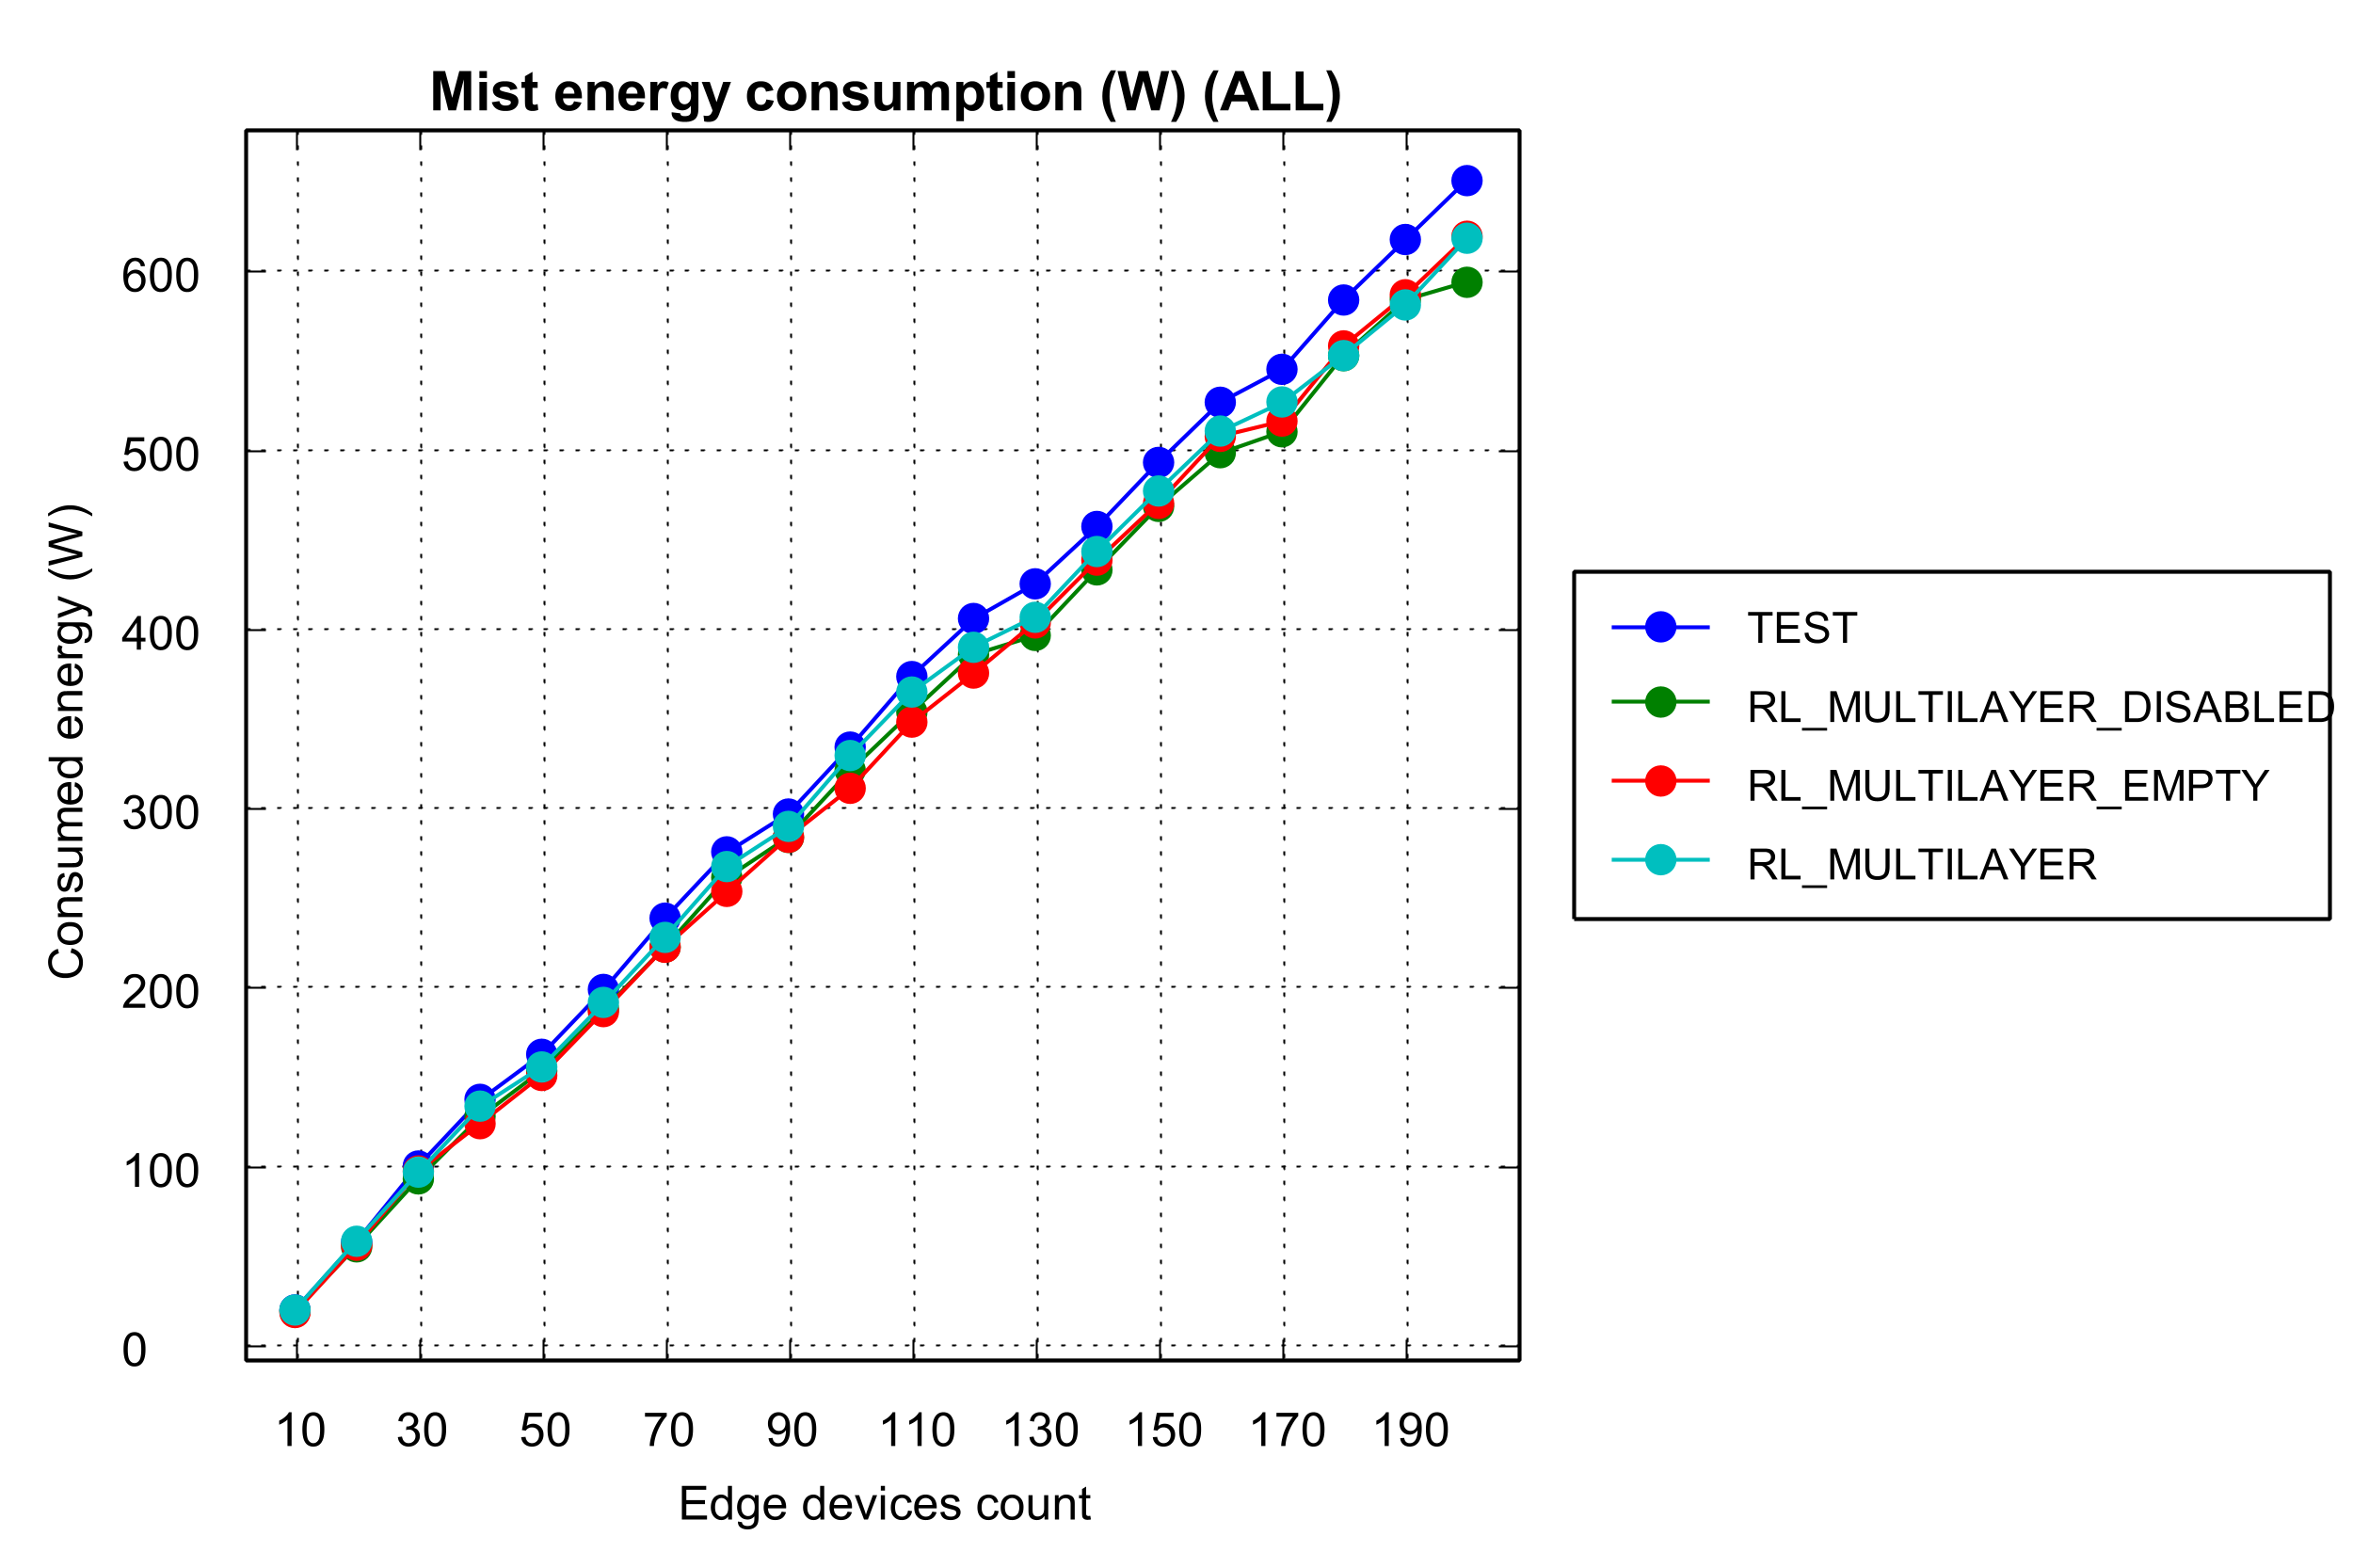 Mist energy consumption (W) (ALL)
Consumed energy (W)
600
500
400
300
200
100
0
10 30 50 70 90 110 130 150 170 190
Edge devices count
TEST
RL_MULTILAYER_DISABLED
RL_MULTILAYER_EMPTY
RL_MULTILAYER